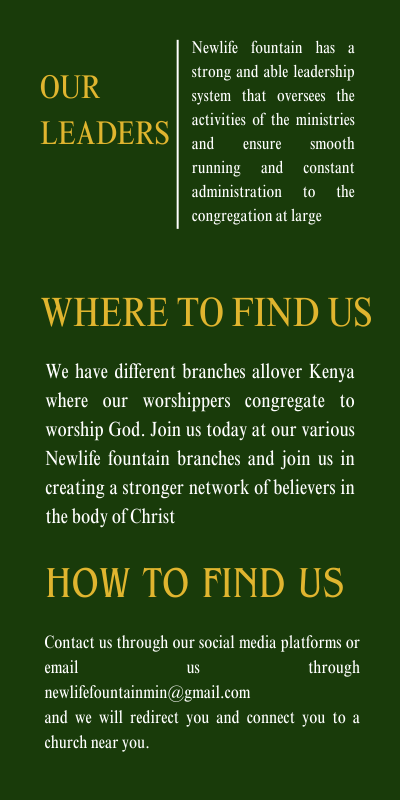 OUR
LEADERS
Newlife fountain has a
strong and able leadership
system that oversees the
activities of the ministries
and ensure smooth
running and constant
administration to the
congregation at large
WHERE TO FIND US
We have different branches allover Kenya
where our worshippers congregate to
worship God. Join us today at our various
Newlife fountain branches and join us in
creating a stronger network of believers in
the body of Christ
HOW TO FIND US
Contact us through our social media platforms or
email us through
newlifefountainmin@gmail.com
and we will redirect you and connect you to a
church near you.